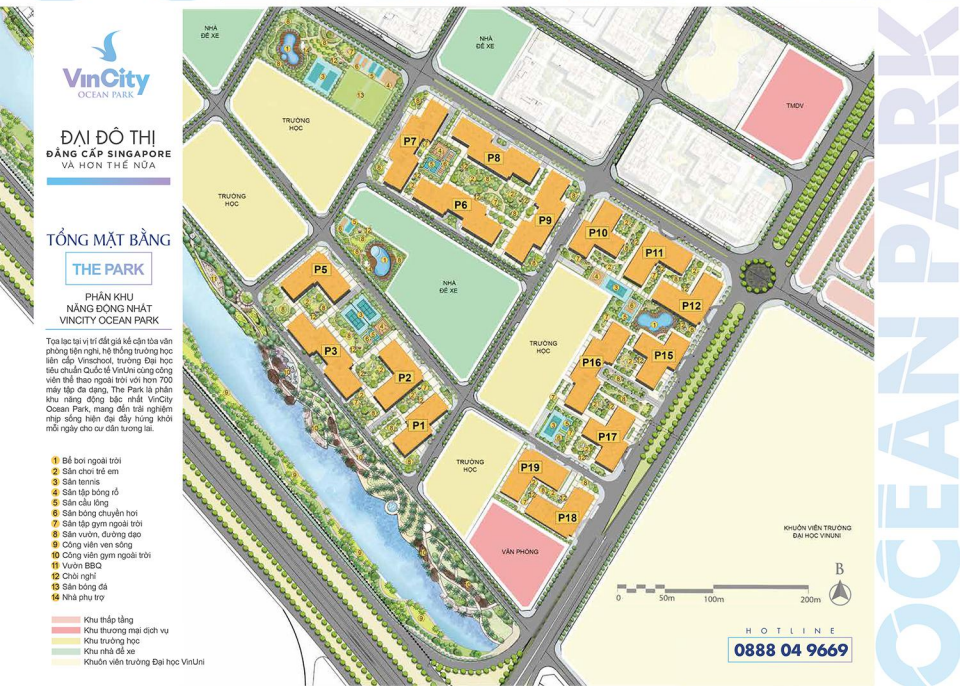 VinCity
OCEAN PARK
ĐẠI ĐÔ THỊ
ĐẲNG CẤP SINGAPORE
VÀ HƠN THẾ NỮA
TỔNG MẶT BẰNG
THE PARK
PHÂN KHU
NĂNG ĐỘNG NHẤT
VINCITY OCEAN PARK
Tọa lạc tại vị trí đất giá kế cận tòa văn
phòng tiện nghi, hệ thống trường học
liên cấp Vinschool, trường Đại học
tiêu chuẩn Quốc tế VinUni cùng công
viên thể thao ngoài trời với hơn 700
máy tập đa dạng, The Park là phân
khu năng động bậc nhất VinCity
Ocean Park, mang đến trải nghiệm
nhịp sống hiện đại đầy hứng khởi
mỗi ngày cho cư dân tương lai.
1 Bể bơi ngoài trời
2 Sân chơi trẻ em
3 Sân tennis
4 Sân tập bóng rổ
5 Sân cầu lông
6 Sân bóng chuyền hơi
7 Sân tập gym ngoài trời
8 Sân vườn, đường dạo
9 Công viên ven sông
10 Công viên gym ngoài trời
11 Vườn BBQ
12 Chòi nghỉ
13 Sân bóng đá
14 Nhà phụ trợ
Khu thấp tầng
Khu thương mại dịch vụ
Khu trường học
Khu nhà để xe
Khuôn viên trường Đại học VinUni
NHÀ
ĐỂ XE
NHÀ
ĐỂ XE
TMDV
TRƯỜNG
HỌC
TRƯỜNG
HỌC
P7
P8
P6
P9
P10
P11
P12
P5
NHÀ
ĐỂ XE
P3
P2
P1
TRƯỜNG
HỌC
P16
P15
P17
TRƯỜNG
HỌC
P19
P18
VĂN PHÒNG
KHUÔN VIÊN TRƯỜNG
ĐẠI HỌC VINUNI
B
0 50m 100m 200m
HOTLINE
0888 04 9669
OCEAN PARK